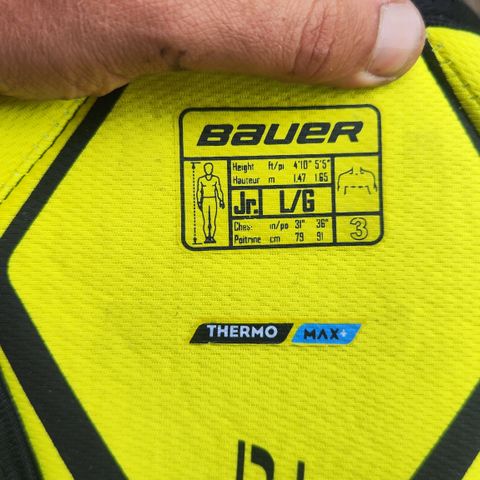 BAUER
Height ft/pi 4'10" 5'5"
Hauteur m 1.47 1.65
Jr. L/G
Chest in/po 31" 36"
Poitrine cm 79 91
3
THERMO MAX+